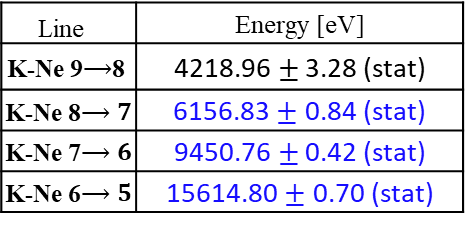 Line Energy [eV]
K-Ne 9→8 4218.96 ± 3.28 (stat)
K-Ne 8→ 7 6156.83 ± 0.84 (stat)
K-Ne 7→ 6 9450.76 ± 0.42 (stat)
K-Ne 6→ 5 15614.80 ± 0.70 (stat)